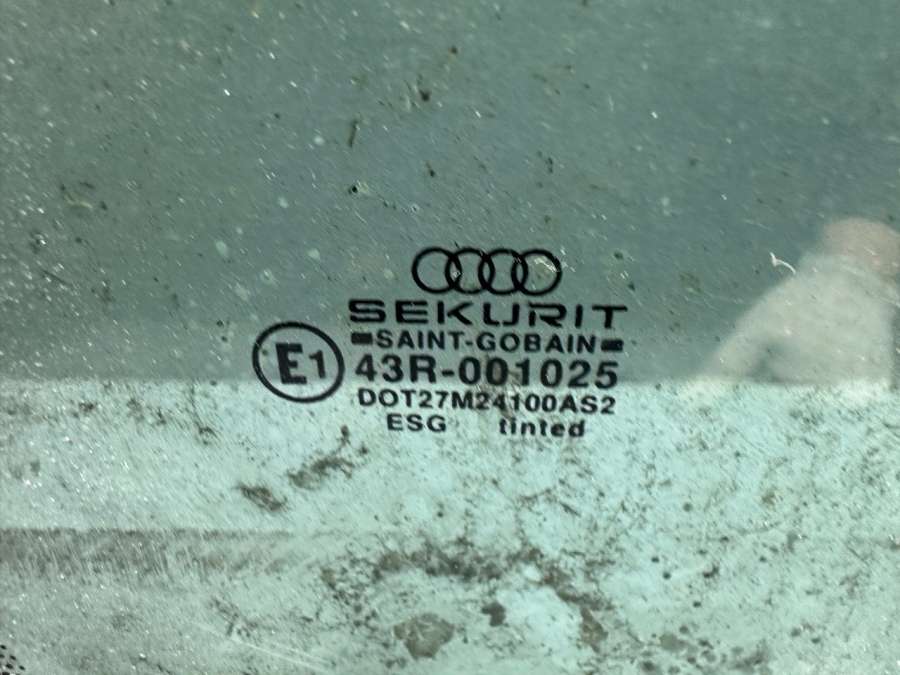 SEKURIT
SAINT-GOBAIN
E1 43R-001025
DOT27M24100AS2
ESG tinted